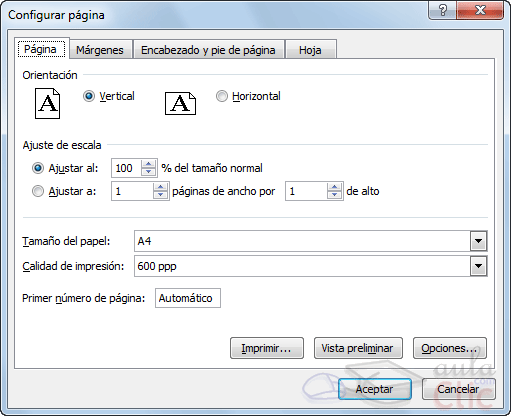 Configurar página
Página Márgenes Encabezado y pie de página Hoja
Orientación
A Vertical A Horizontal
Ajuste de escala
Ajustar al: 100 % del tamaño normal
Ajustar a: 1 páginas de ancho por 1 de alto
Tamaño del papel: A4
Calidad de impresión: 600 ppp
Primer número de página: Automático
Imprimir... Vista preliminar Opciones...
aula
.com
Clic
Aceptar Cancelar